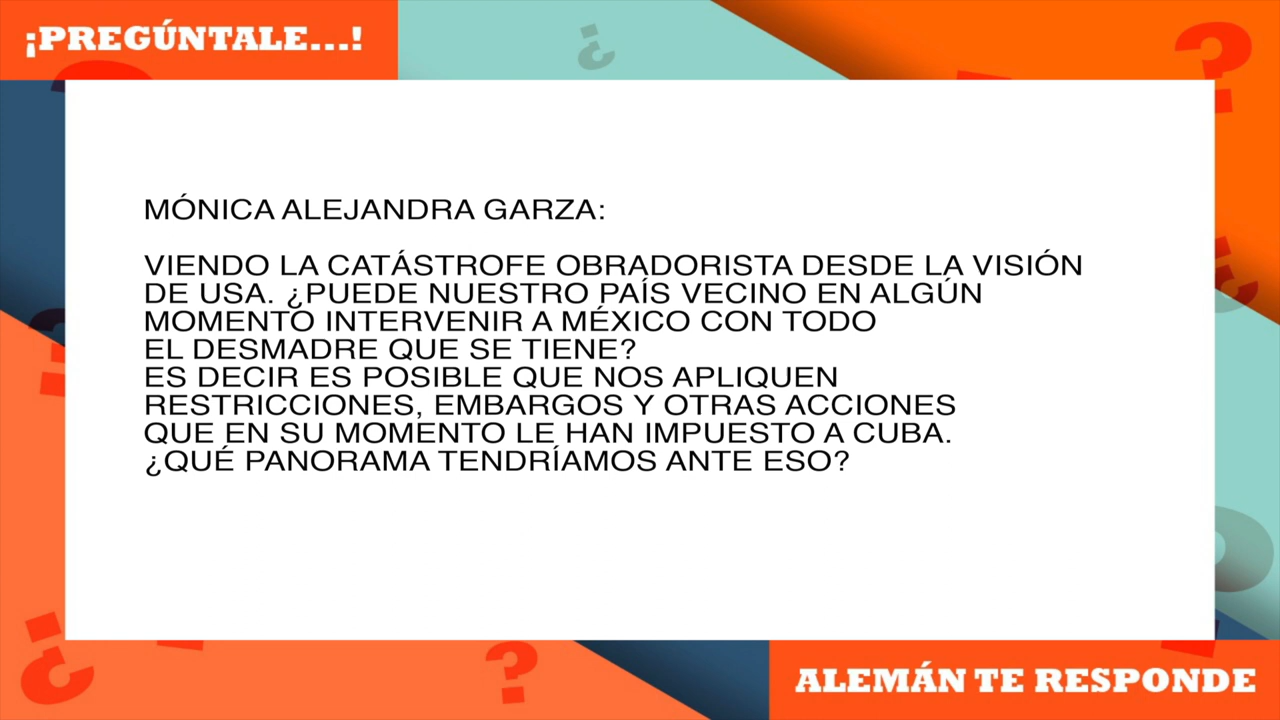 ¡PREGÚNTALE...!
MÓNICA ALEJANDRA GARZA:
VIENDO LA CATÁSTROFE OBRADORISTA DESDE LA VISIÓN
DE USA. ¿PUEDE NUESTRO PAÍS VECINO EN ALGÚN
MOMENTO INTERVENIR A MÉXICO CON TODO
EL DESMADRE QUE SE TIENE?
ES DECIR ES POSIBLE QUE NOS APLIQUEN
RESTRICCIONES, EMBARGOS Y OTRAS ACCIONES
QUE EN SU MOMENTO LE HAN IMPUESTO A CUBA.
¿QUÉ PANORAMA TENDRÍAMOS ANTE ESO?
ALEMÁN TE RESPONDE